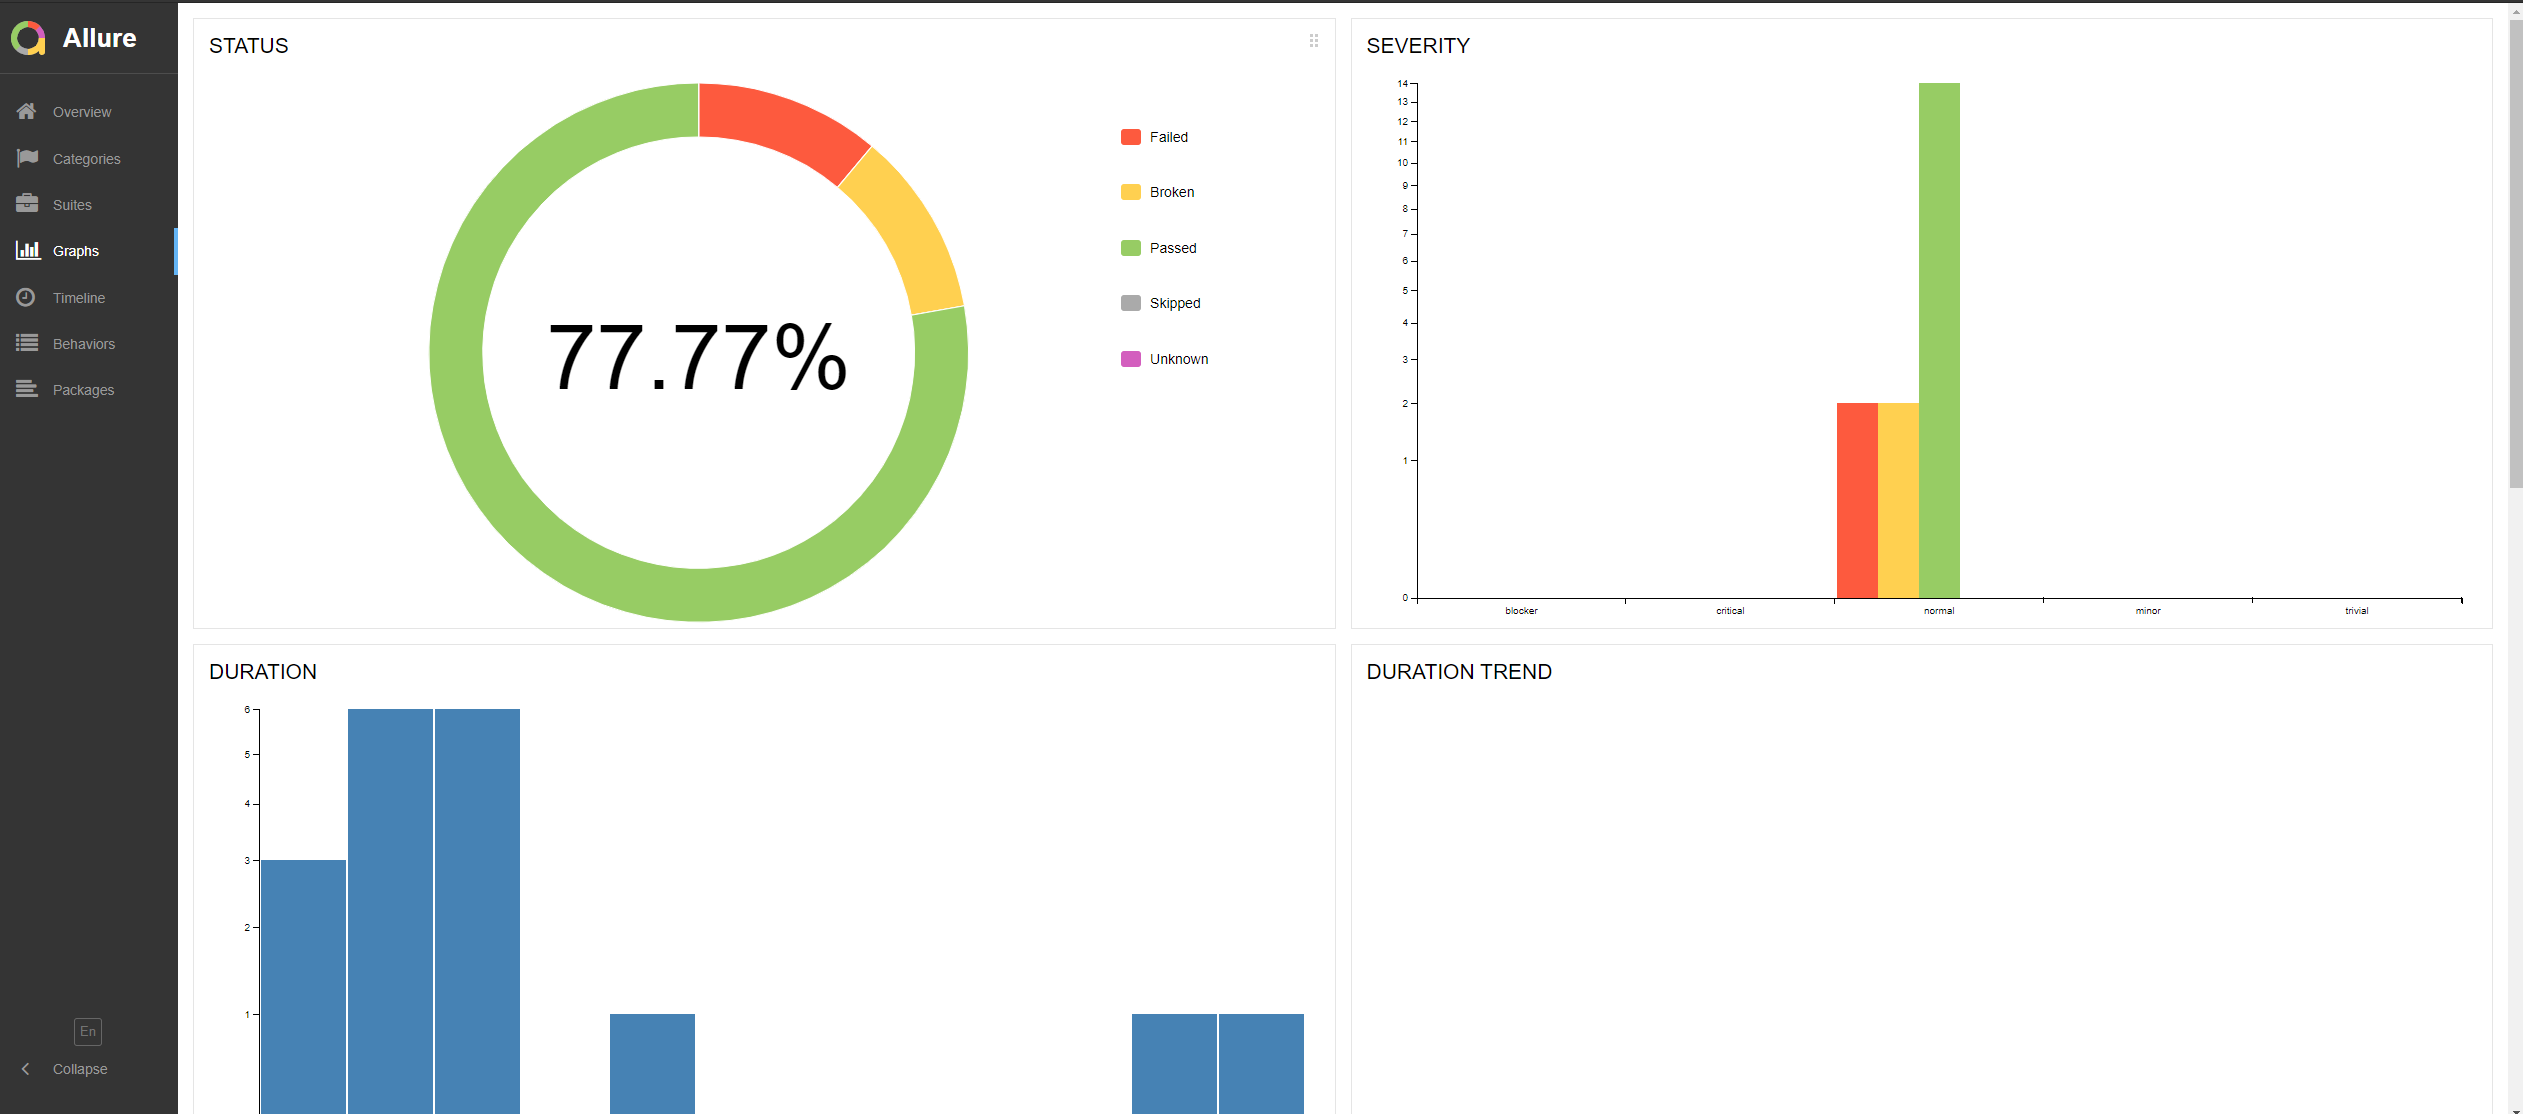 Allure
Overview
Categories
Suites
Graphs
Timeline
Behaviors
Packages
En
Collapse
STATUS
77.77%
Failed
Broken
Passed
Skipped
Unknown
SEVERITY
14
13
12
11
10
9
8
7
6
5
4
3
2
1
0
blocker critical normal minor trivial
DURATION
6
5
4
3
2
1
DURATION TREND